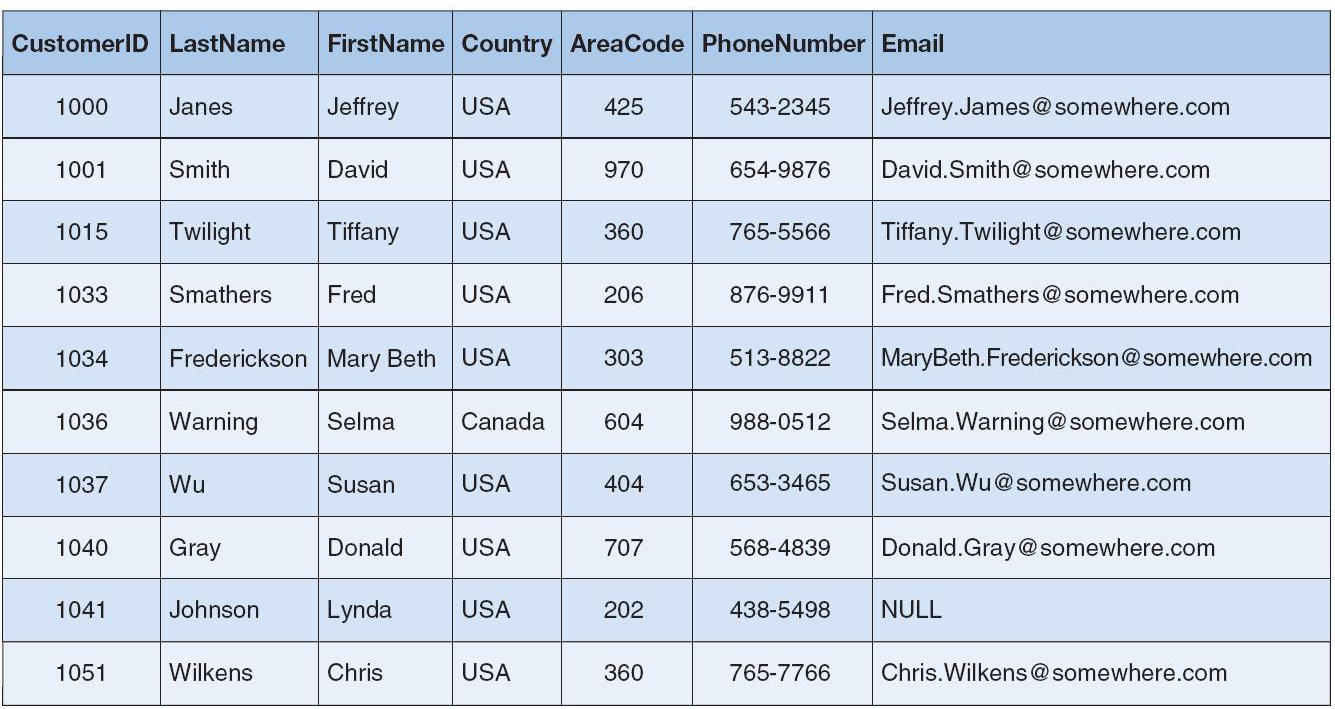 CustomerID LastName FirstName Country AreaCode PhoneNumber Email
1000 Janes Jeffrey USA 425 543-2345 Jeffrey.James@somewhere.com
1001 Smith David USA 970 654-9876 David.Smith@somewhere.com
1015 Twilight Tiffany USA 360 765-5566 Tiffany.Twilight@somewhere.com
1033 Smathers Fred USA 206 876-9911 Fred.Smathers@somewhere.com
1034 Frederickson Mary Beth USA 303 513-8822 MaryBeth.Frederickson@somewhere.com
1036 Warning Selma Canada 604 988-0512 Selma.Warning@somewhere.com
1037 Wu Susan USA 404 653-3465 Susan.Wu@somewhere.com
1040 Gray Donald USA 707 568-4839 Donald.Gray@somewhere.com
1041 Johnson Lynda USA 202 438-5498 NULL
1051 Wilkens Chris USA 360 765-7766 Chris.Wilkens@somewhere.com